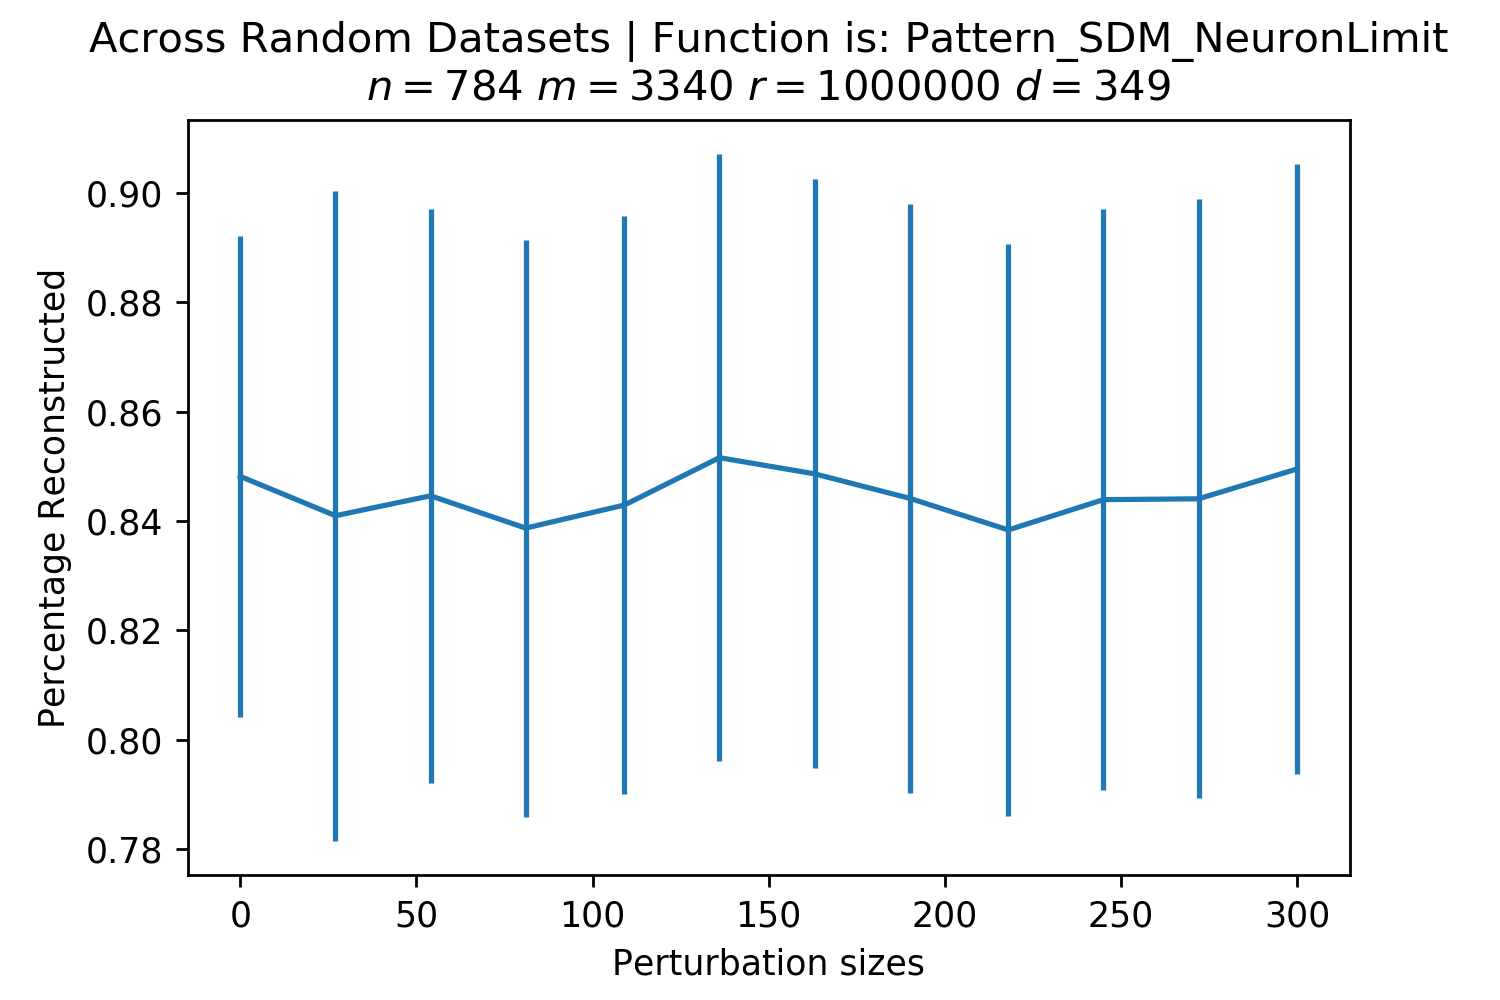 Across Random Datasets | Function is: Pattern_SDM_NeuronLimit
n = 784 m = 3340 r = 1000000 d = 349
Percentage Reconstructed
0.90
0.88
0.86
0.84
0.82
0.80
0.78
0 50 100 150 200 250 300
Perturbation sizes